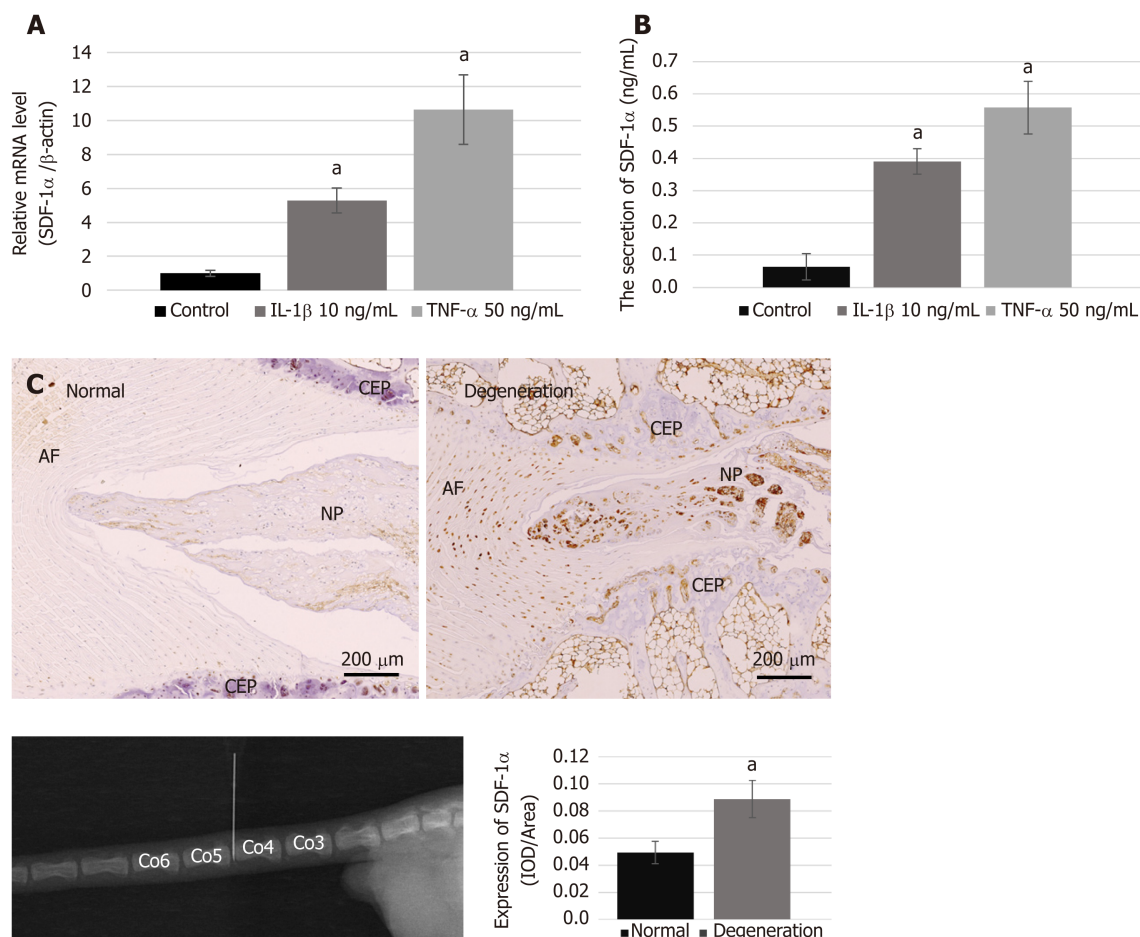 A
Relative mRNA level
(SDF-1α /β-actin)
14
12
10
8
6
4
2
0
a
a
Control IL-1β 10 ng/mL TNF-α 50 ng/mL
B
The secretion of SDF-1α (ng/mL)
0.7
0.6
0.5
0.4
0.3
0.2
0.1
0.0
a
a
Control IL-1β 10 ng/mL TNF-α 50 ng/mL
C
Normal
CEP
AF
NP
200 μm
CEP
Degeneration
CEP
AF
NP
CEP
200 μm
Co6 Co5 Co4 Co3
Expression of SDF-1α
(IOD/Area)
0.12
0.10
0.08
0.06
0.04
0.02
0.0
a
Normal Degeneration